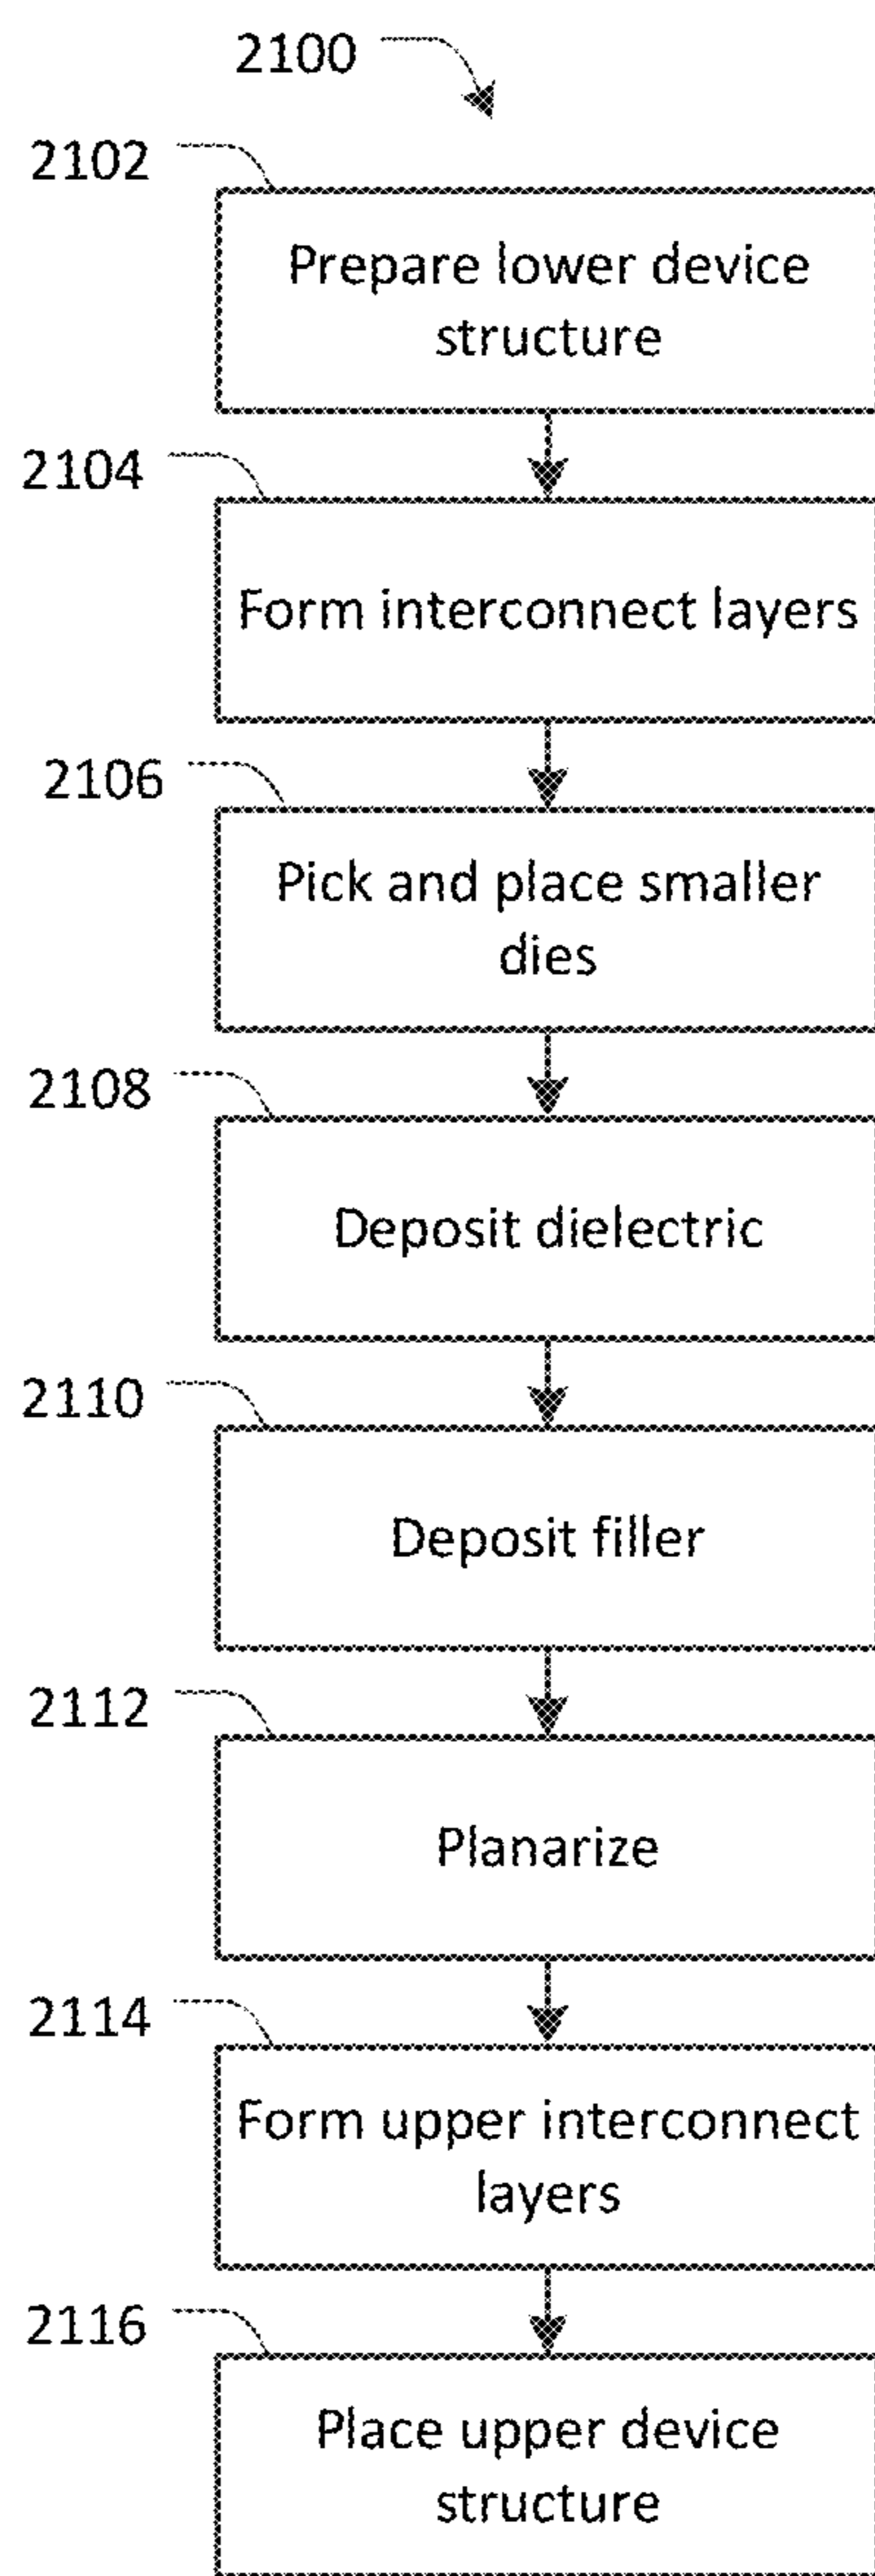 2100
2102
Prepare lower device
structure
2104
Form interconnect layers
2106
Pick and place smaller
dies
2108
Deposit dielectric
2110
Deposit filler
2112
Planarize
2114
Form upper interconnect
layers
2116
Place upper device
structure